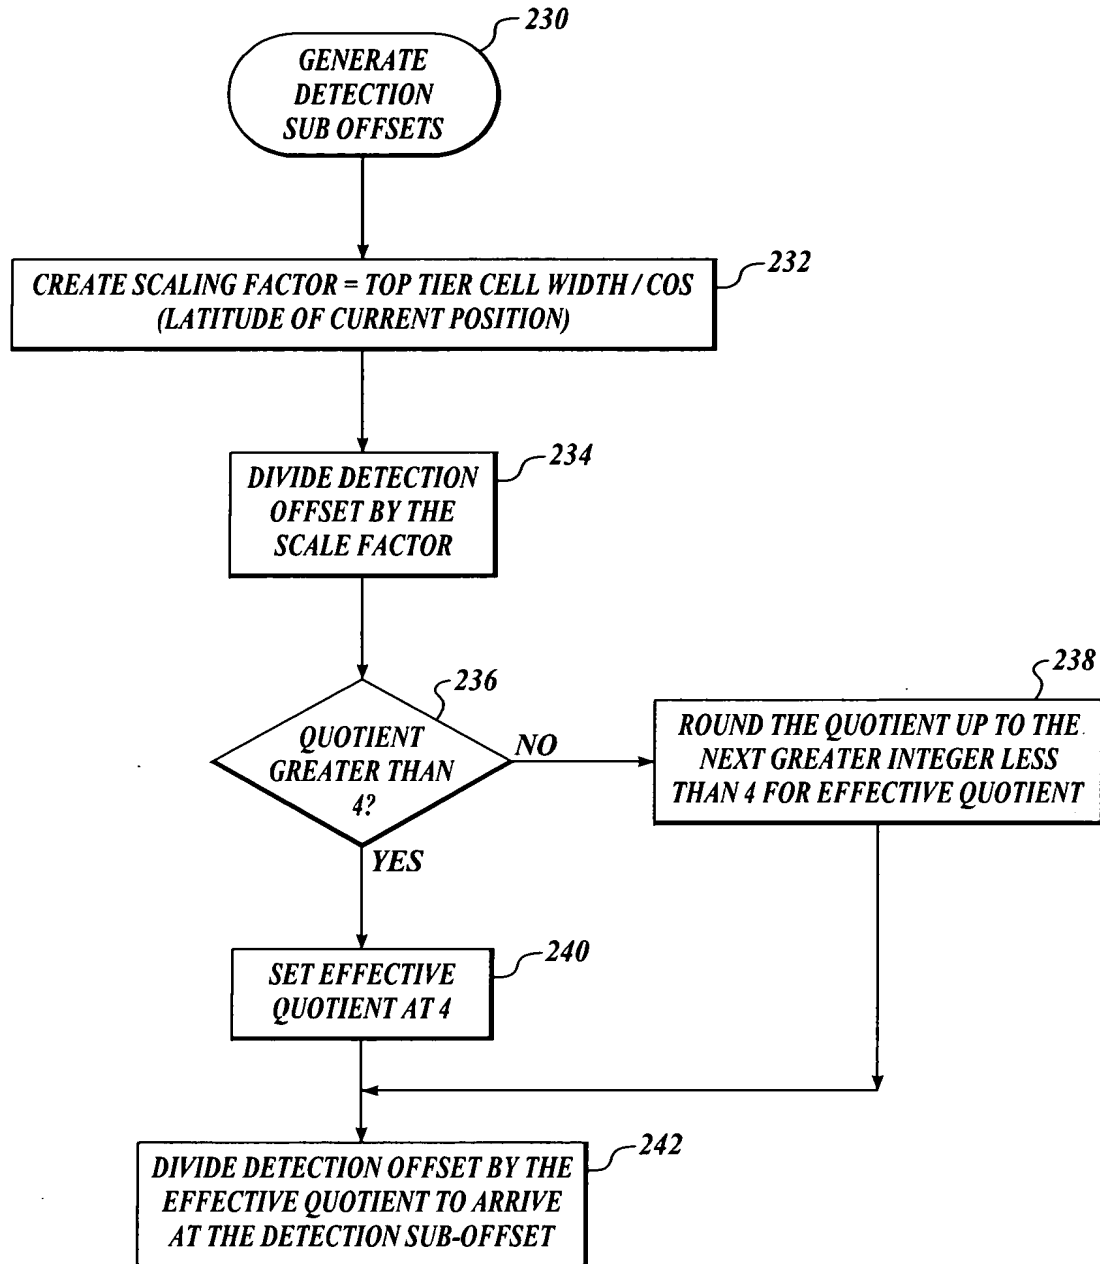 230
GENERATE
DETECTION
SUB OFFSETS
232
CREATE SCALING FACTOR = TOP TIER CELL WIDTH / COS
(LATITUDE OF CURRENT POSITION)
234
DIVIDE DETECTION
OFFSET BY THE
SCALE FACTOR
236
QUOTIENT
GREATER THAN
4?
NO
238
ROUND THE QUOTIENT UP TO THE
NEXT GREATER INTEGER LESS
THAN 4 FOR EFFECTIVE QUOTIENT
YES
240
SET EFFECTIVE
QUOTIENT AT 4
242
DIVIDE DETECTION OFFSET BY THE
EFFECTIVE QUOTIENT TO ARRIVE
AT THE DETECTION SUB-OFFSET